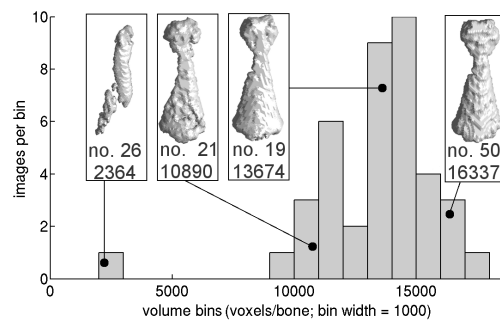 images per bin
10
8
6
4
2
0
no. 26
2364
no. 21
10890
no. 19
13674
no. 50
16337
0 5000 10000 15000
volume bins (voxels/bone; bin width = 1000)